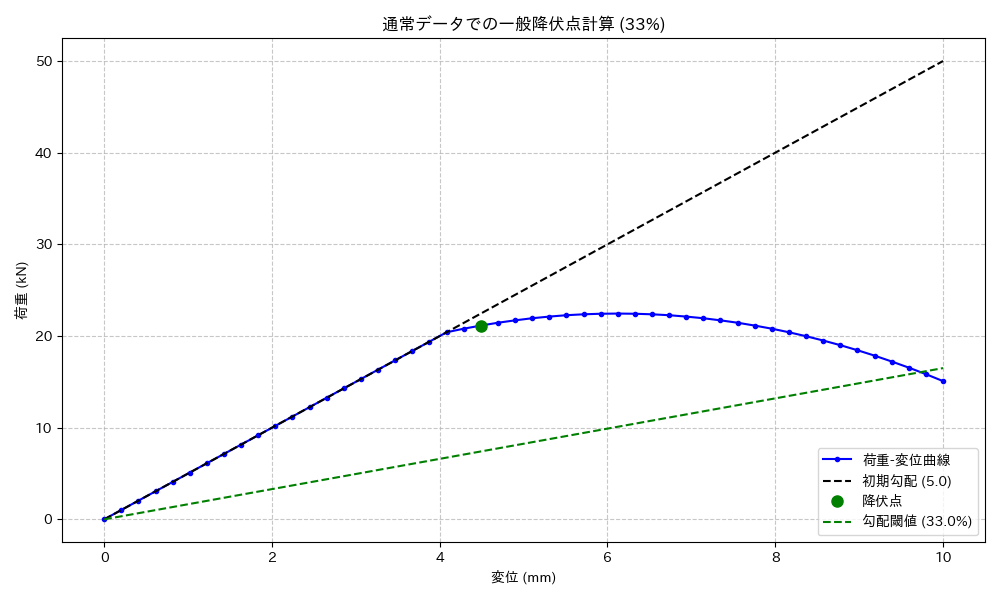 通常データでの一般降伏点計算 (33%)
荷重 (kN)
50
40
30
20
10
0
0 2 4 6 8 10
変位 (mm)
荷重-変位曲線
初期勾配 (5.0)
降伏点
勾配閾値 (33.0%)